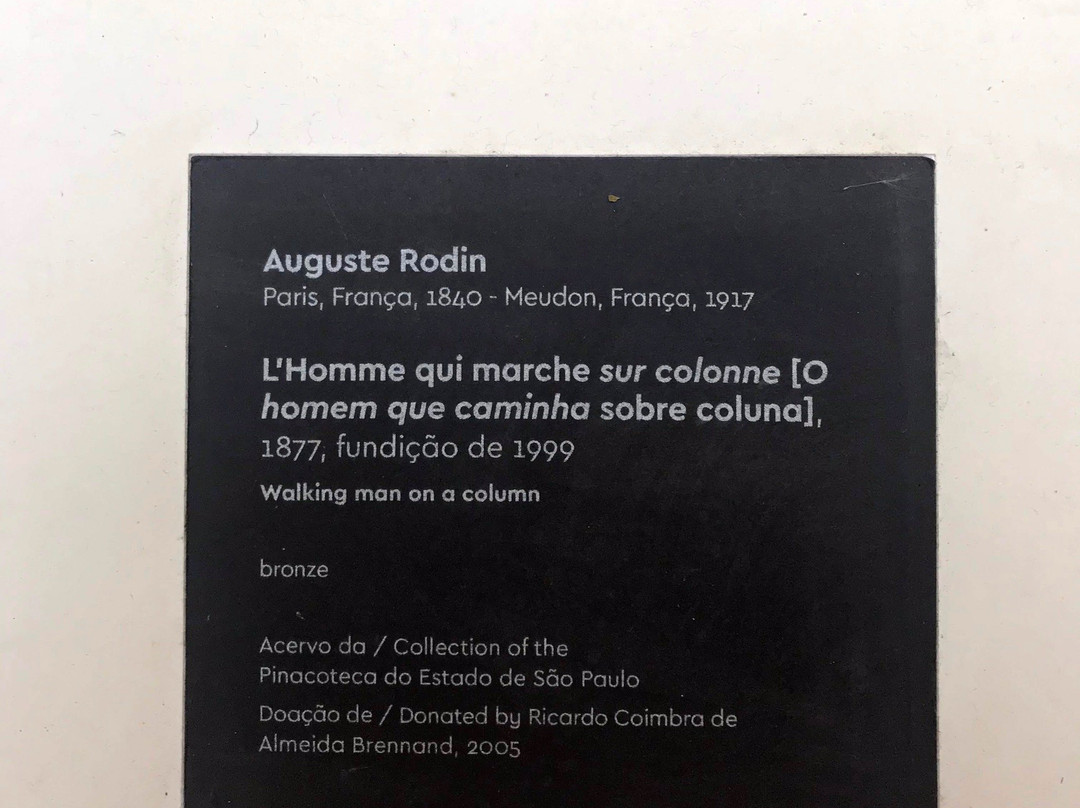 Auguste Rodin
Paris, França, 1840 - Meudon, França, 1917
L'Homme qui marche sur colonne [O
homem que caminha sobre coluna],
1877, fundição de 1999
Walking man on a column
bronze
Acervo da / Collection of the
Pinacoteca do Estado de São Paulo
Doação de / Donated by Ricardo Coimbra de
Almeida Brennand, 2005